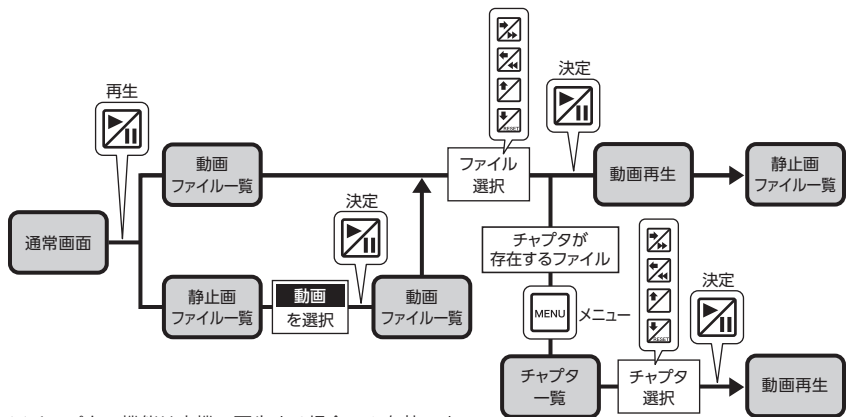 再生
動画
ファイル一覧
通常画面
静止画
ファイル一覧
動画
を選択
決定
動画
ファイル一覧
RESET
ファイル
選択
決定
動画再生
静止画
ファイル一覧
チャプタが
存在するファイル
MENU
メニュー
チャプタ
一覧
RESET
チャプタ
選択
決定
動画再生